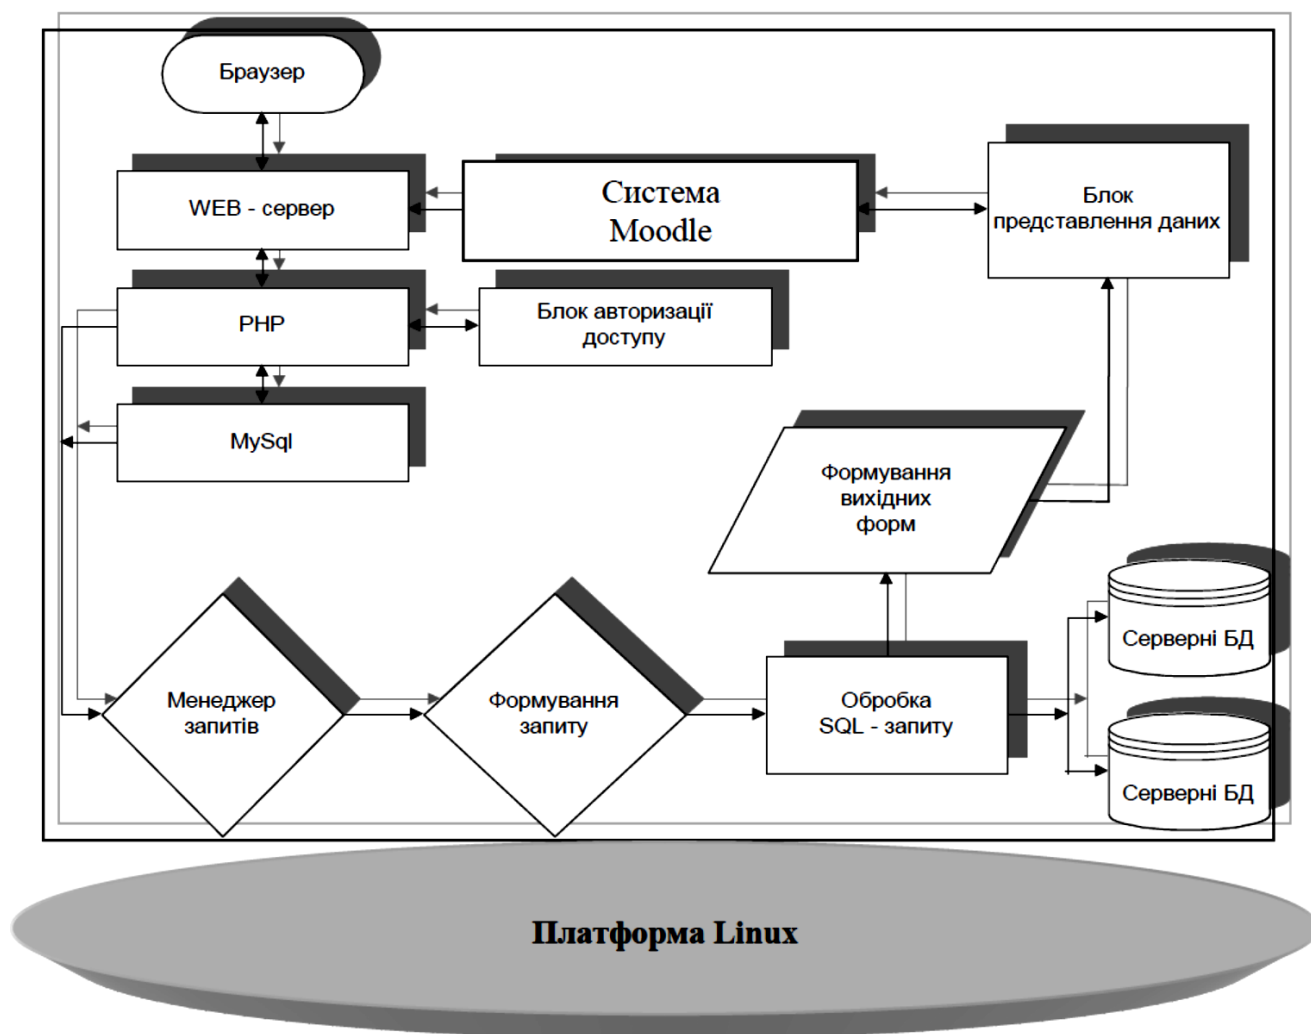 Браузер
WEB - сервер
Система
Moodle
Блок
представлення даних
PHP
Блок авторизації
доступу
MySql
Формування
вихідних
форм
Серверні БД
Менеджер
запитів
Формування
запиту
Обробка
SQL - запиту
Серверні БД
Платформа Linux